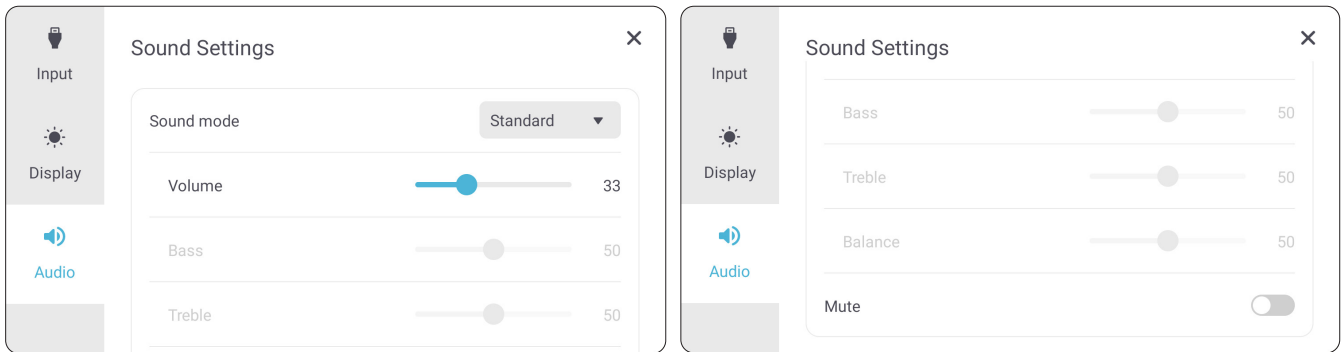 Input
Display
Audio
Sound Settings
Sound mode Standard
Volume 33
Bass 50
Treble 50
Input
Display
Audio
Sound Settings
Bass 50
Treble 50
Balance 50
Mute